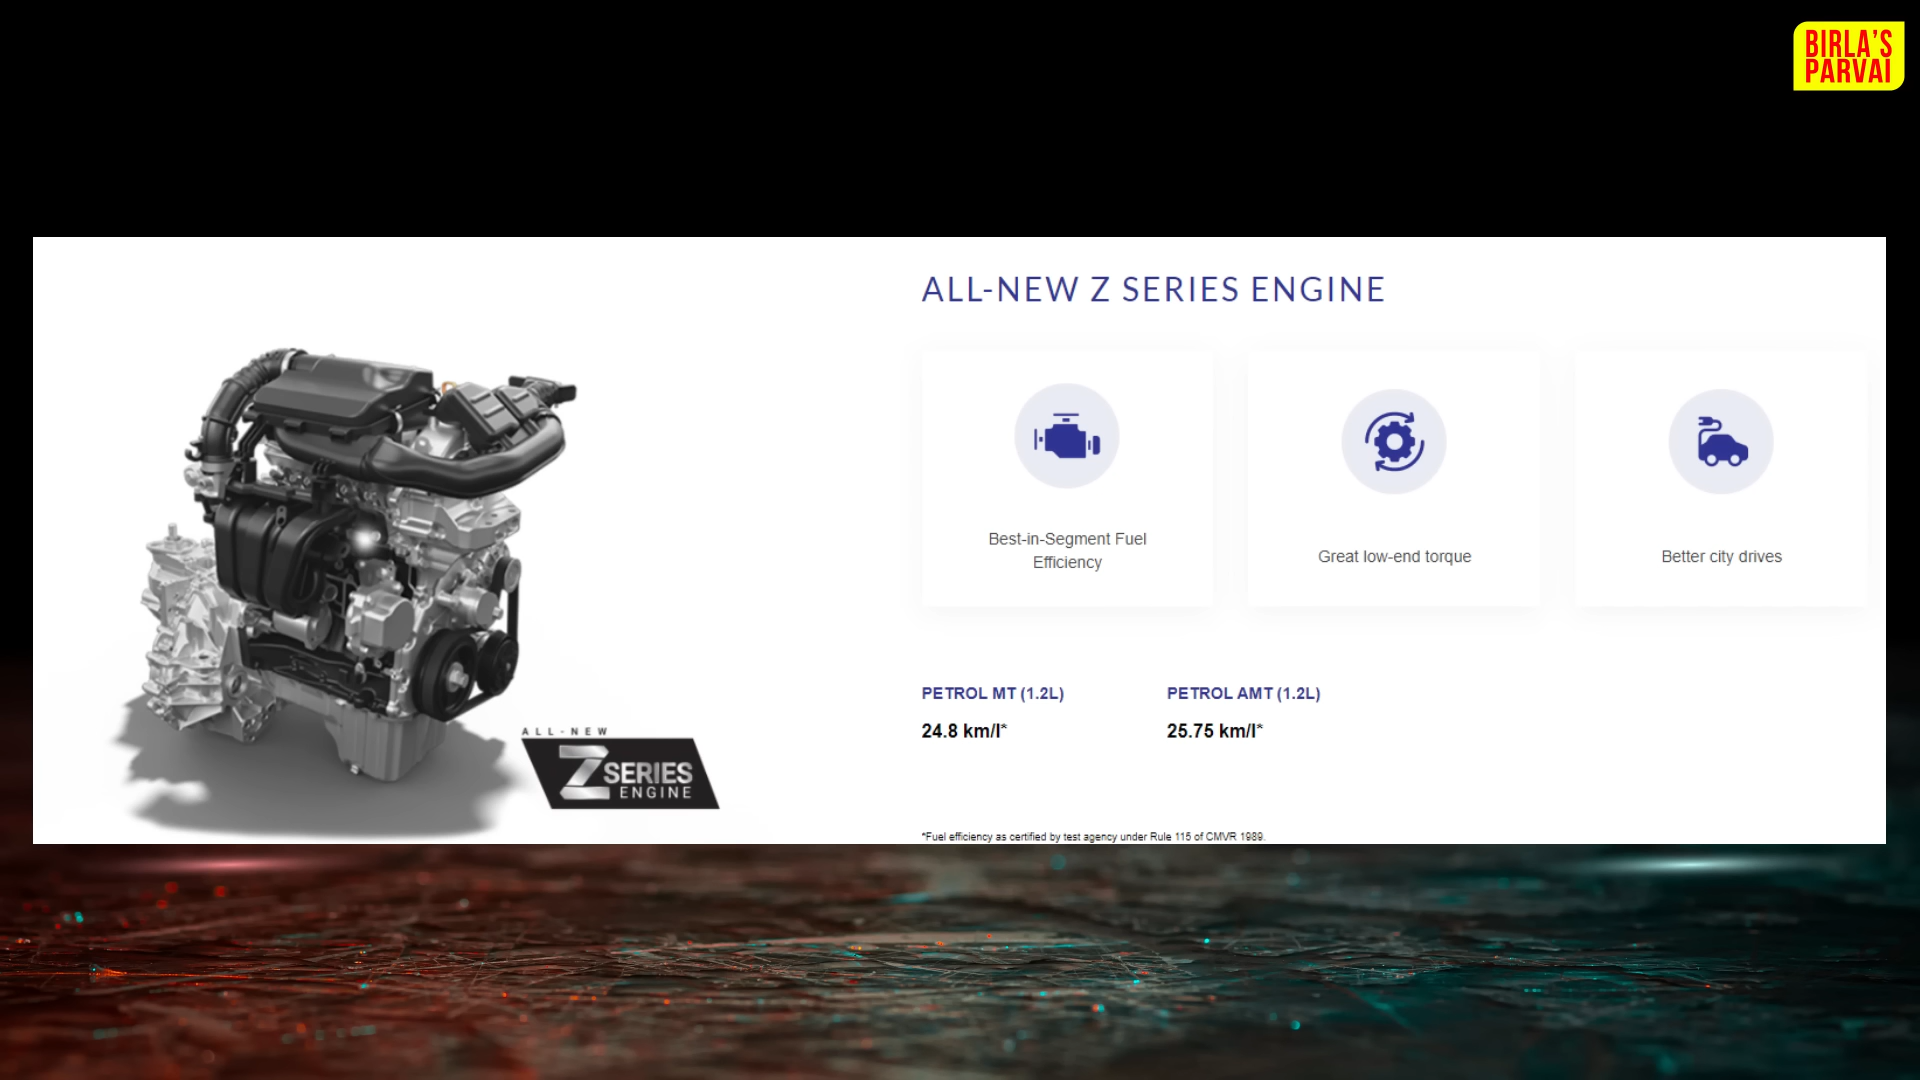 BIRLA'S
PARVAI
ALL-NEW Z SERIES ENGINE
Best-in-Segment Fuel
Efficiency
Great low-end torque
Better city drives
PETROL MT (1.2L)
24.8 km/l*
PETROL AMT (1.2L)
25.75 km/l*
ALL-NEW
Z SERIES
ENGINE
*Fuel efficiency as certified by test agency under Rule 115 of CMVR 1989.